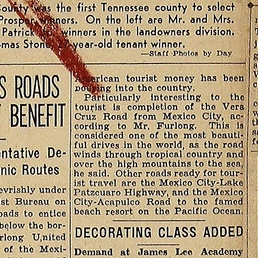 County was the first Tennessee county to select
Prosper winners. On the left are Mr. and Mrs.
Patrick, winners in the landowners division.
Stone, 27-year-old tenant winner.
—Staff Photos by Day
S ROADS
BENEFIT
entative De-
nic Routes
evrishly under
st Bureau on
oads to entice
below the bor-
rlong United
of the Mexi-
American tourist money has been
pouring into the country.
Particularly interesting to the
tourist is completion of the Vera
Cruz Road from Mexico City, ac-
cording to Mr. Furlong. This is
considered one of the most beauti-
ful drives in the world, as the road
winds through tropical country and
over the high mountains to the sea,
he said. Other roads ready for tour-
ist travel are the Mexico City-Lake
Patzcuaro Highway, and the Mexico
City-Acapulco Road to the famed
beach resort on the Pacific Ocean.
DECORATING CLASS ADDED
Demand at James Lee Academy